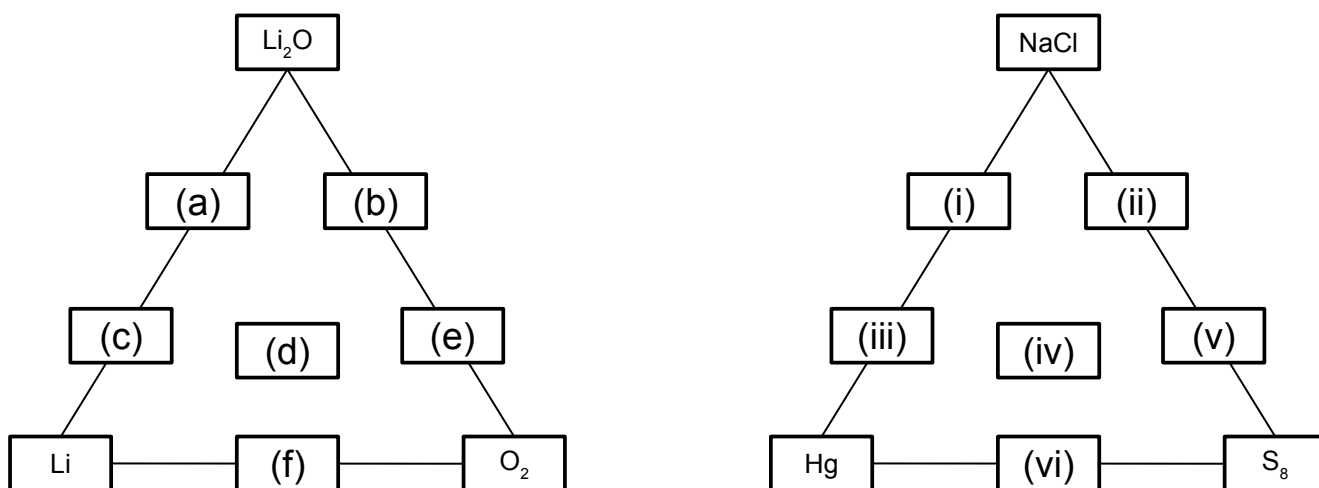 Li₂O
NaCl
(a)
(b)
(i)
(ii)
(c)
(d)
(e)
(iii)
(iv)
(v)
Li
(f)
O₂
Hg
(vi)
S₈